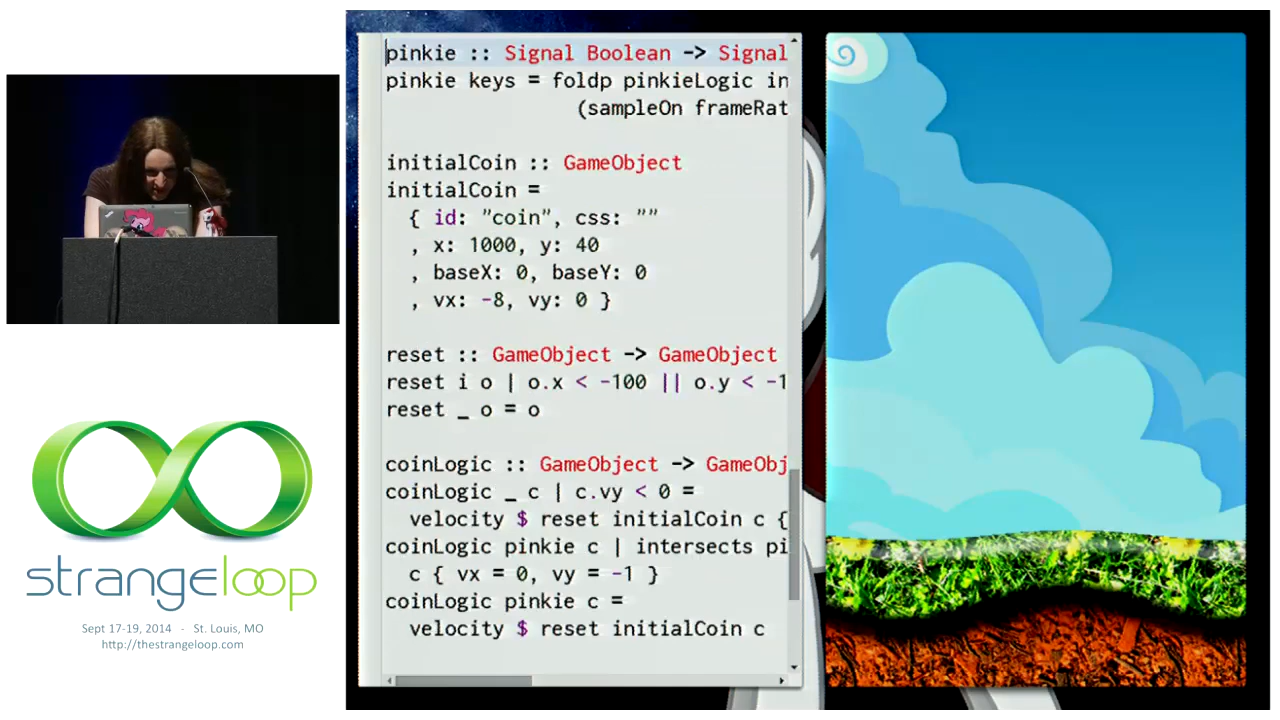 pinkie :: Signal Boolean -> Signal
pinkie keys = foldp pinkieLogic in
(sampleOn frameRat
initialCoin :: GameObject
initialCoin =
{ id: "coin", css: ""
, x: 1000, y: 40
, baseX: 0, baseY: 0
, vx: -8, vy: 0 }
reset :: GameObject -> GameObject
reset i o | o.x < -100 || o.y < -1
reset _ o = o
coinLogic :: GameObject -> GameObj
coinLogic _ c | c.vy < 0 =
velocity $ reset initialCoin c {
coinLogic pinkie c | intersects pi
c { vx = 0, vy = -1 }
coinLogic pinkie c =
velocity $ reset initialCoin c
strangeloop
Sept 17-19, 2014 - St. Louis, MO
http://thestrangeloop.com